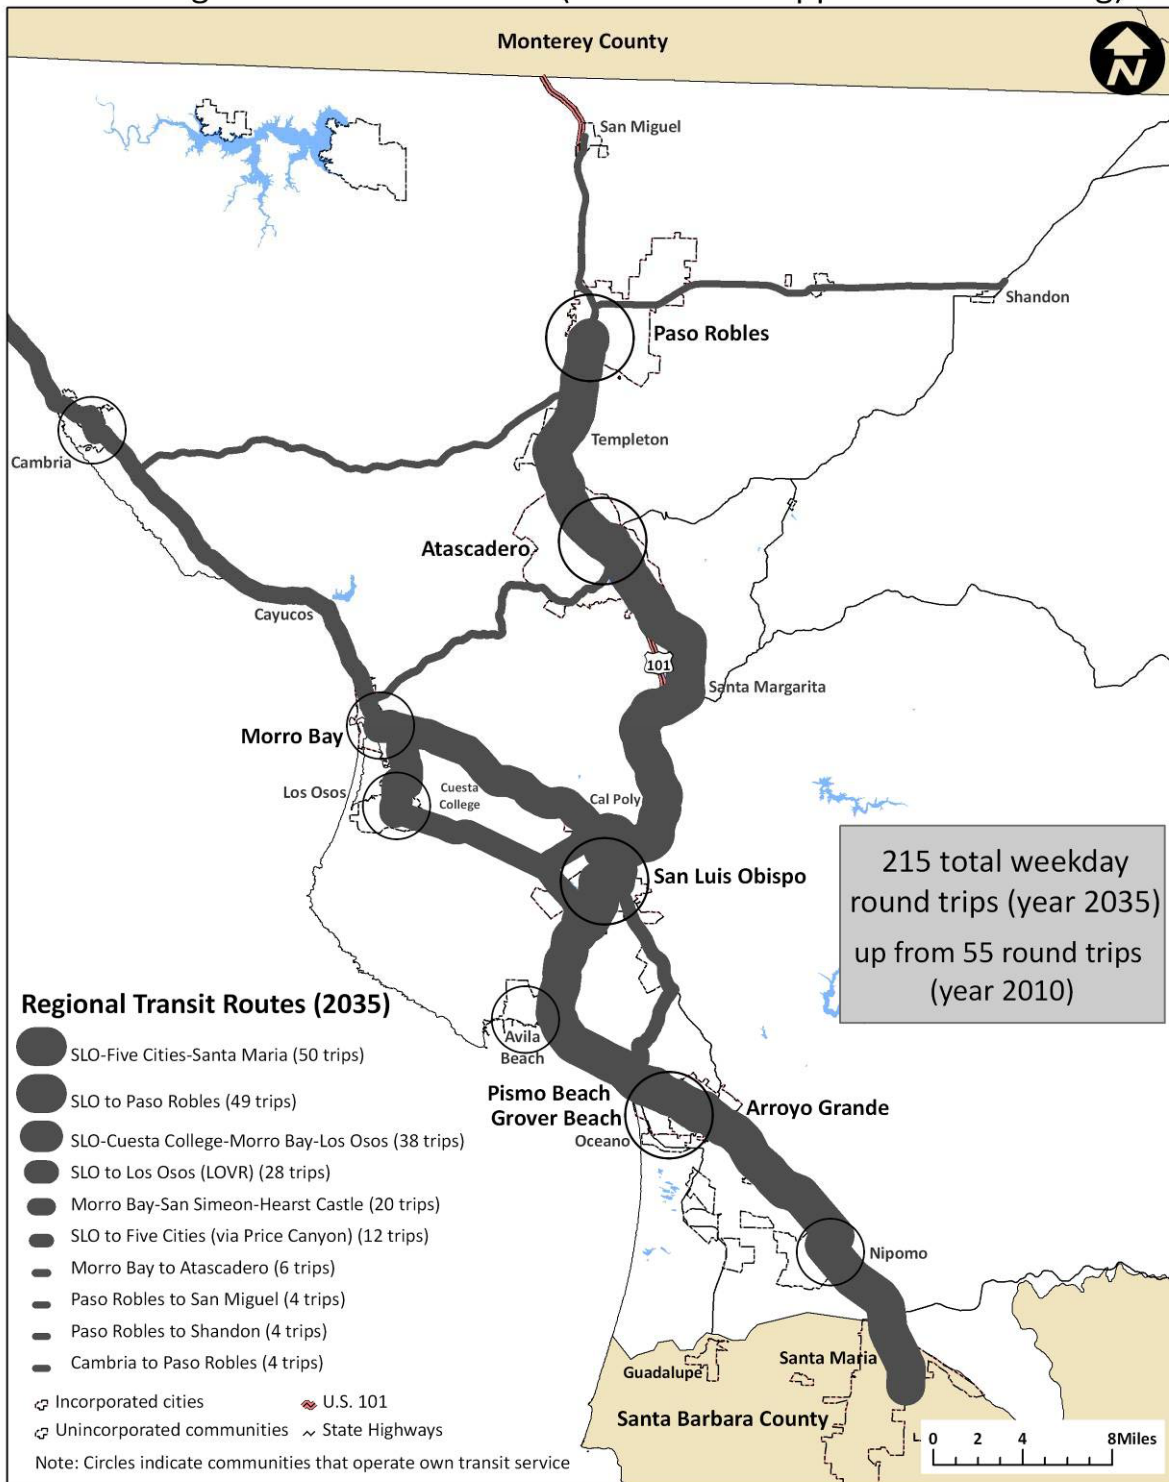 Monterey County
N
San Miguel
Shandon
Paso Robles
Templeton
Cambria
Atascadero
Cayucos
101
Santa Margarita
Morro Bay
Los Osos
Cuesta
College
Cal Poly
San Luis Obispo
215 total weekday
round trips (year 2035)
up from 55 round trips
(year 2010)
Regional Transit Routes (2035)
SLO-Five Cities-Santa Maria (50 trips)
SLO to Paso Robles (49 trips)
SLO-Cuesta College-Morro Bay-Los Osos (38 trips)
SLO to Los Osos (LOVR) (28 trips)
Morro Bay-San Simeon-Hearst Castle (20 trips)
SLO to Five Cities (via Price Canyon) (12 trips)
Morro Bay to Atascadero (6 trips)
Paso Robles to San Miguel (4 trips)
Paso Robles to Shandon (4 trips)
Cambria to Paso Robles (4 trips)
Incorporated cities
U.S. 101
Unincorporated communities
State Highways
Note: Circles indicate communities that operate own transit service
Avila
Beach
Pismo Beach
Grover Beach
Oceano
Arroyo Grande
Nipomo
Guadalupe
Santa Maria
Santa Barbara County
0 2 4 8Miles